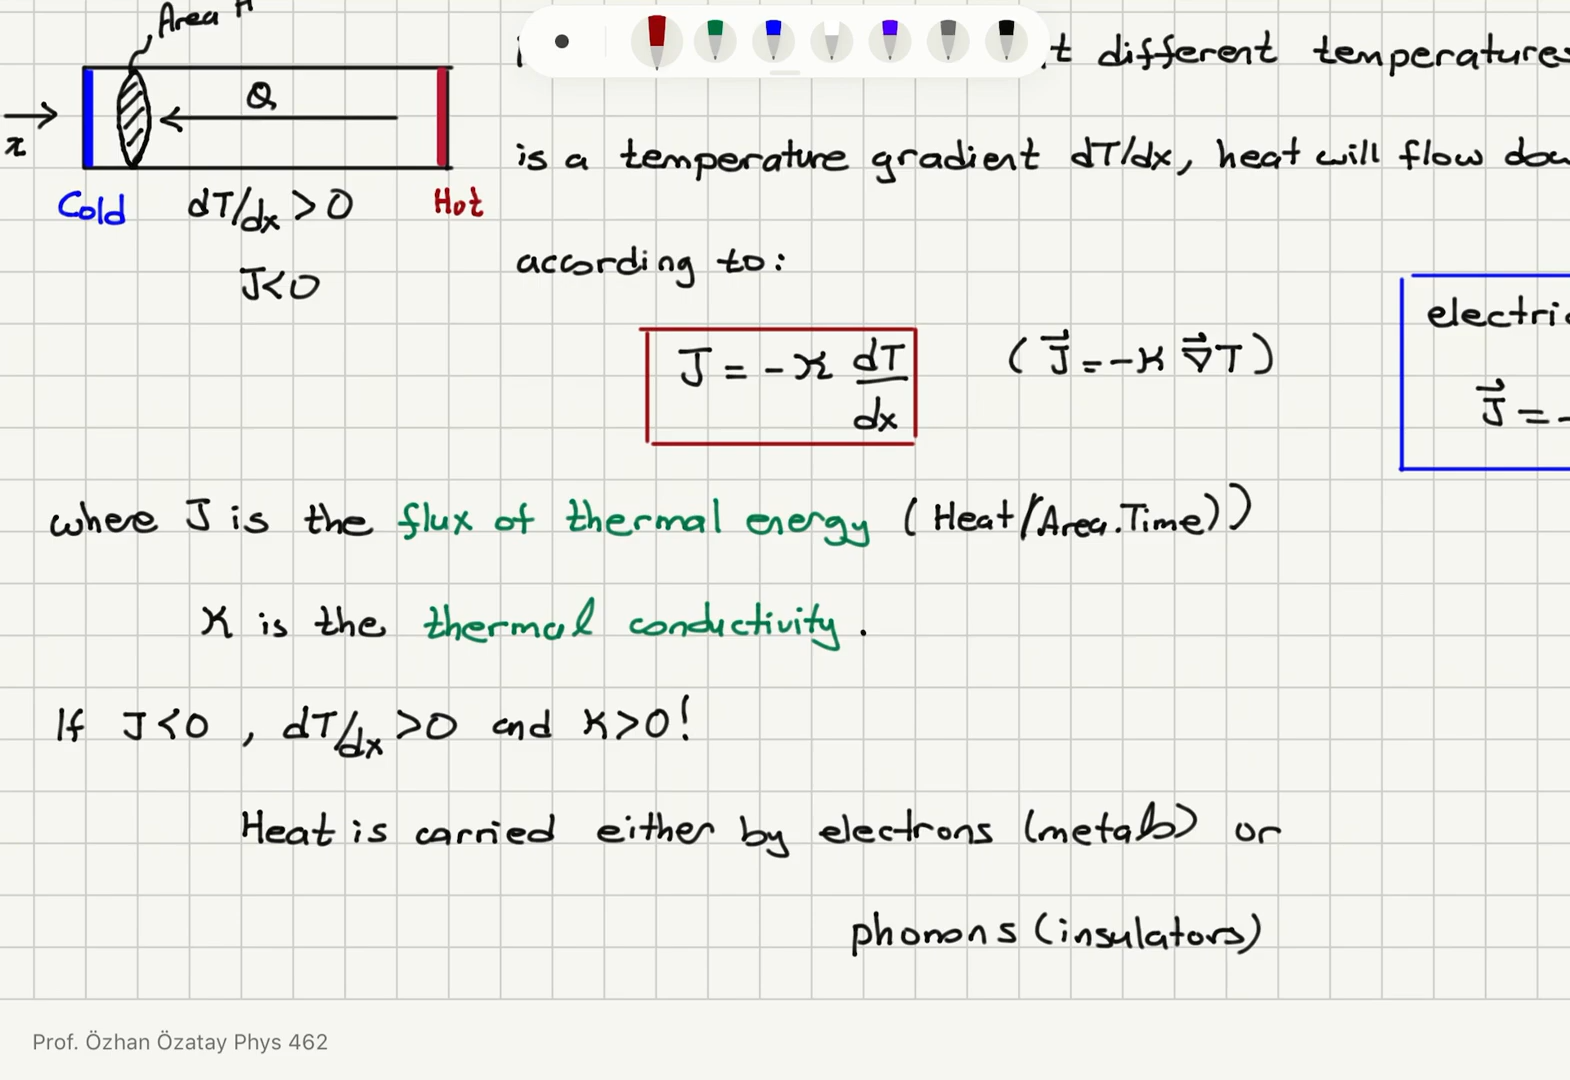 Area A
t different temperatures
Q
x
is a temperature gradient dT/dx, heat will flow
Cold dT/dx > 0 Hot
J<0
according to:
electric
J = -κ dT/dx
( J⃗ = -κ ∇⃗T )
J⃗ = -
where J is the flux of thermal energy (Heat/(Area.Time))
κ is the thermal conductivity.
If J<0 , dT/dx >0 and κ>0!
Heat is carried either by electrons (metals) or
phonons (insulators)
Prof. Özhan Özatay Phys 462